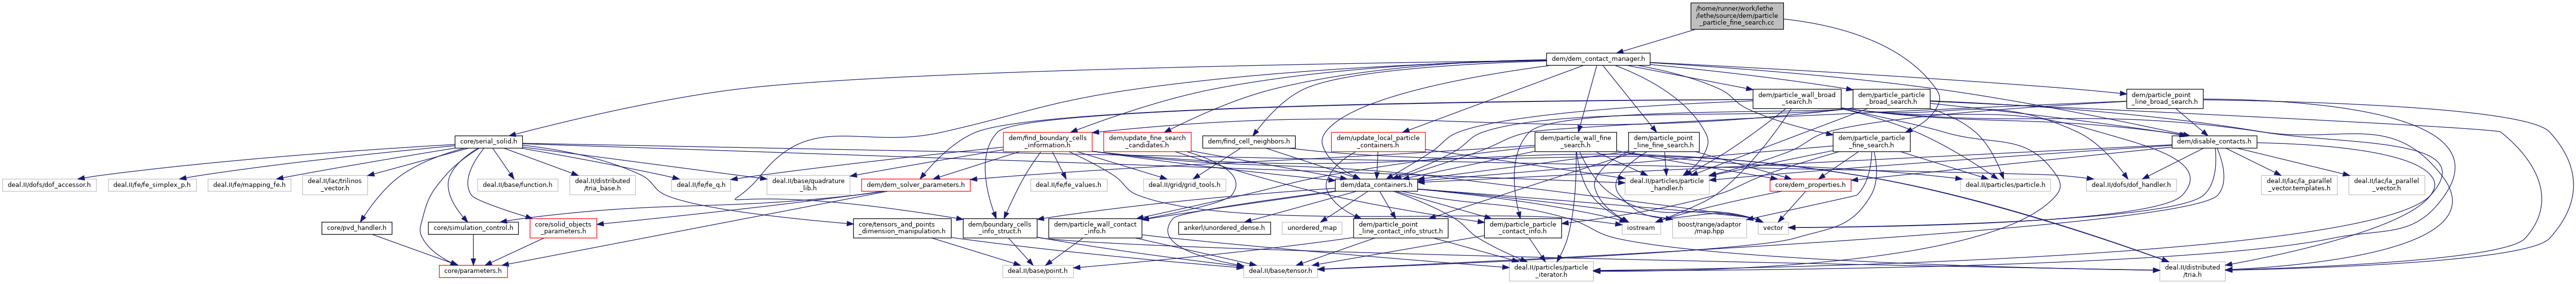 /home/runner/work/lethe
/lethe/source/dem/particle
_particle_fine_search.cc
dem/dem_contact_manager.h
dem/particle_wall_broad
_search.h
dem/particle_particle
_broad_search.h
dem/particle_point
_line_broad_search.h
core/serial_solid.h
dem/find_boundary_cells
_information.h
dem/update_fine_search
_candidates.h
dem/find_cell_neighbors.h
dem/update_local_particle
_containers.h
dem/particle_wall_fine
_search.h
dem/particle_point
_line_fine_search.h
dem/particle_particle
_fine_search.h
dem/disable_contacts.h
deal.II/dofs/dof_accessor.h
deal.II/fe/fe_simplex_p.h
deal.II/fe/mapping_fe.h
deal.II/lac/trilinos
_vector.h
deal.II/base/function.h
deal.II/distributed
/tria_base.h
deal.II/fe/fe_q.h
deal.II/base/quadrature
_lib.h
dem/dem_solver_parameters.h
deal.II/fe/fe_values.h
deal.II/grid/grid_tools.h
dem/data_containers.h
deal.II/particles/particle
_handler.h
core/dem_properties.h
deal.II/particles/particle.h
deal.II/dofs/dof_handler.h
deal.II/lac/la_parallel
_vector.templates.h
deal.II/lac/la_parallel
_vector.h
core/pvd_handler.h
core/simulation_control.h
core/solid_objects
_parameters.h
core/tensors_and_points
_dimension_manipulation.h
dem/boundary_cells
_info_struct.h
dem/particle_wall_contact
_info.h
ankerl/unordered_dense.h
unordered_map
dem/particle_point
_line_contact_info_struct.h
dem/particle_particle
_contact_info.h
iostream
boost/range/adaptor
/map.hpp
vector
core/parameters.h
deal.II/base/point.h
deal.II/base/tensor.h
deal.II/particles/particle
_iterator.h
deal.II/distributed
/tria.h